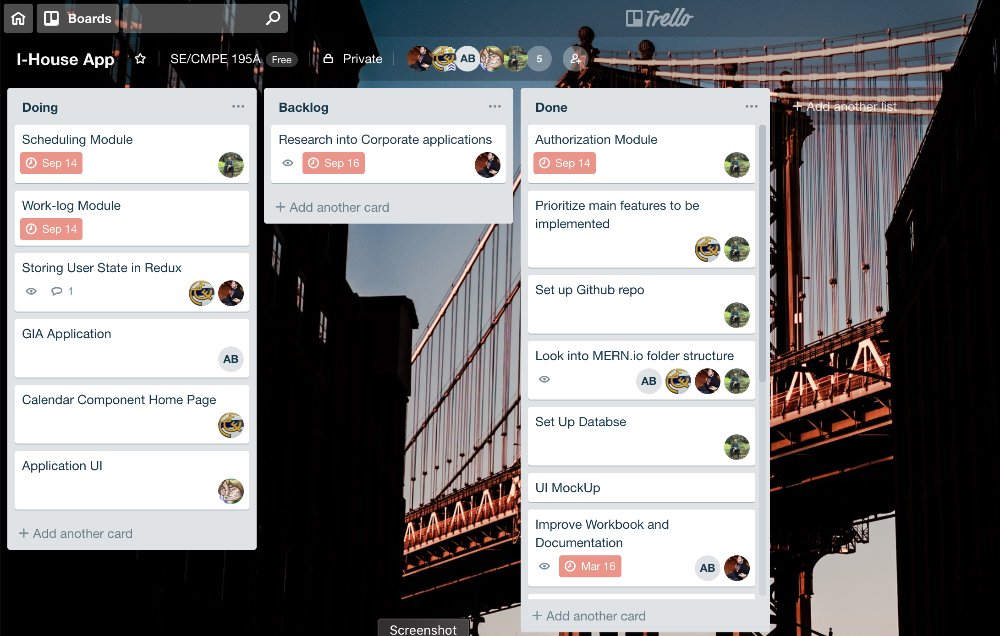 Boards
Trello
I-House App
SE/CMPE 195A
Free
Private
AB
5
Doing
Scheduling Module
Sep 14
Work-log Module
Sep 14
Storing User State in Redux
1
GIA Application
AB
Calendar Component Home Page
Application UI
+ Add another card
Backlog
Research into Corporate applications
Sep 16
+ Add another card
Done
Authorization Module
Sep 14
Prioritize main features to be
implemented
Set up Github repo
Look into MERN.io folder structure
AB
Set Up Databse
UI MockUp
Improve Workbook and
Documentation
Mar 16
AB
+ Add another card
+ Add another list
Screenshot